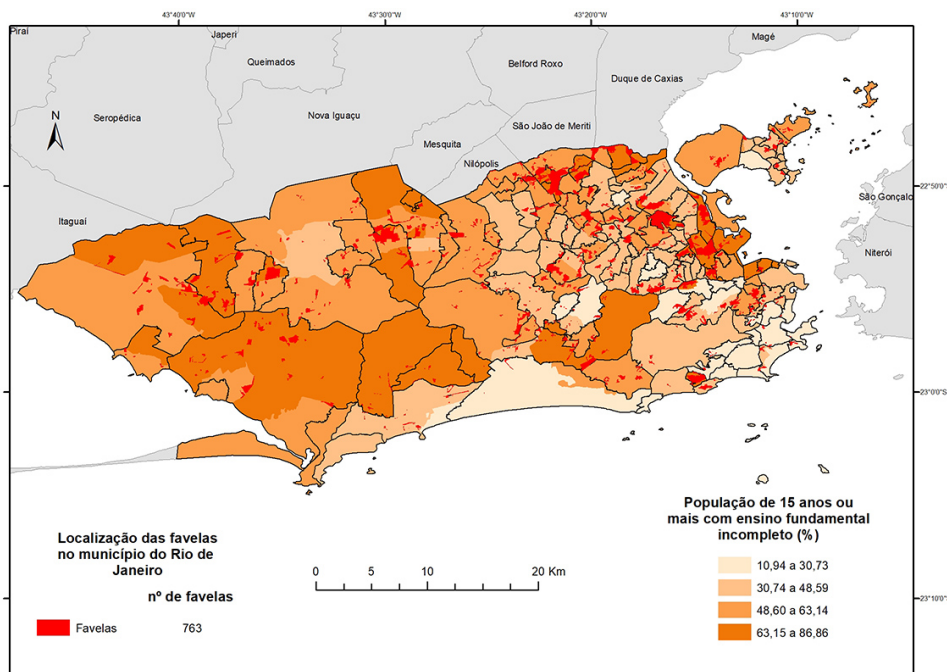 43°40'0"W
43°30'0"W
43°20'0"W
43°10'0"W
Piraí
Japeri
Magé
Queimados
Belford Roxo
Duque de Caxias
Seropédica
Nova Iguaçu
N
São João de Meriti
Mesquita
Nilópolis
22°50'0"
São Gonçalo
Itaguaí
Niterói
23°0'0"S
População de 15 anos ou
mais com ensino fundamental
incompleto (%)
Localização das favelas
no município do Rio de
Janeiro
10,94 a 30,73
0 5 10 20 Km
30,74 a 48,59
nº de favelas
23°10'0"
48,60 a 63,14
Favelas 763
63,15 a 86,86